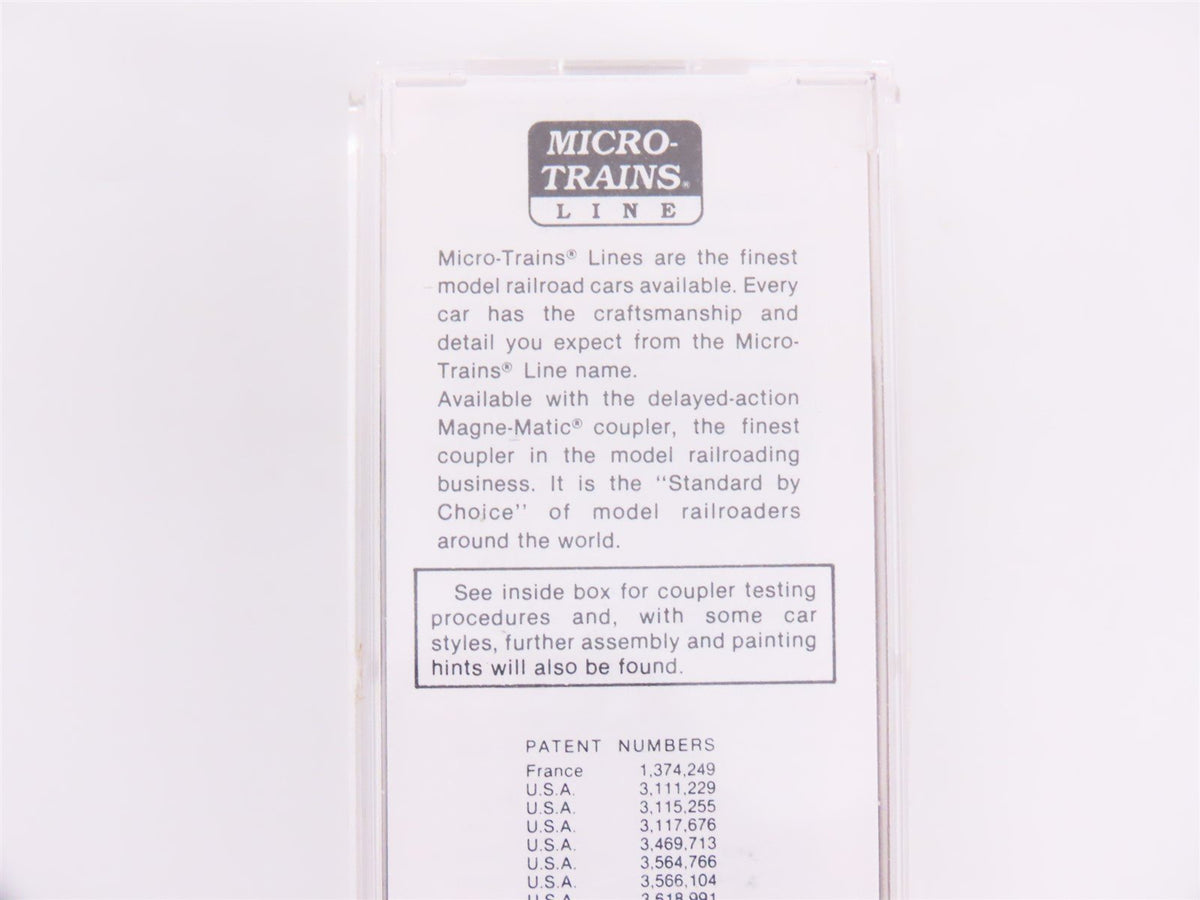 MICRO-
TRAINS®
LINE
Micro-Trains® Lines are the finest
model railroad cars available. Every
car has the craftsmanship and
detail you expect from the Micro-
Trains® Line name.
Available with the delayed-action
Magne-Matic® coupler, the finest
coupler in the model railroading
business. It is the "Standard by
Choice" of model railroaders
around the world.
See inside box for coupler testing
procedures and, with some car
styles, further assembly and painting
hints will also be found.
PATENT NUMBERS
France 1,374,249
U.S.A. 3,111,229
U.S.A. 3,115,255
U.S.A. 3,117,676
U.S.A. 3,469,713
U.S.A. 3,564,766
U.S.A. 3,566,104
U.S.A. 3,618,991